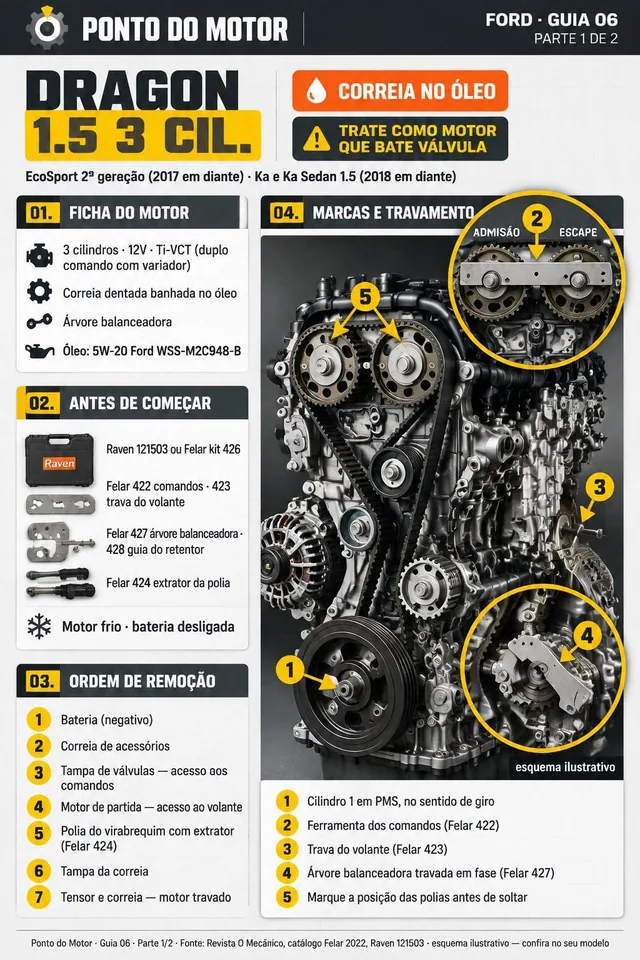 PONTO DO MOTOR
FORD · GUIA 06
PARTE 1 DE 2
DRAGON
1.5 3 CIL.
CORREIA NO ÓLEO
TRATE COMO MOTOR
QUE BATE VÁLVULA
EcoSport 2ª gereção (2017 em diante) · Ka e Ka Sedan 1.5 (2018 em diante)
01. FICHA DO MOTOR
3 cilindros · 12V · Ti-VCT (duplo
comando com variador)
Correia dentada banhada no óleo
Árvore balanceadora
Óleo: 5W-20 Ford WSS-M2C948-B
02. ANTES DE COMEÇAR
Raven
Raven 121503 ou Felar kit 426
Felar 422 comandos · 423
trava do volante
Felar 427 árvore balanceadora ·
428 guia do retentor
Felar 424 extrator da polia
Motor frio · bateria desligada
03. ORDEM DE REMOÇÃO
1 Bateria (negativo)
2 Correia de acessórios
3 Tampa de válvulas — acesso aos
comandos
4 Motor de partida — acesso ao volante
5 Polia do virabrequim com extrator
(Felar 424)
6 Tampa da correia
7 Tensor e correia — motor travado
04. MARCAS E TRAVAMENTO
2
ADMISÃO
ESCAPE
5
3
4
1
esquema ilustrativo
1 Cilindro 1 em PMS, no sentido de giro
2 Ferramenta dos comandos (Felar 422)
3 Trava do volante (Felar 423)
4 Árvore balanceadora travada em fase (Felar 427)
5 Marque a posição das polias antes de soltar
Ponto do Motor · Guia 06 · Parte 1/2 · Fonte: Revista O Mecânico, catálogo Felar 2022, Raven 121503 · esquema ilustrativo — confira no seu modelo